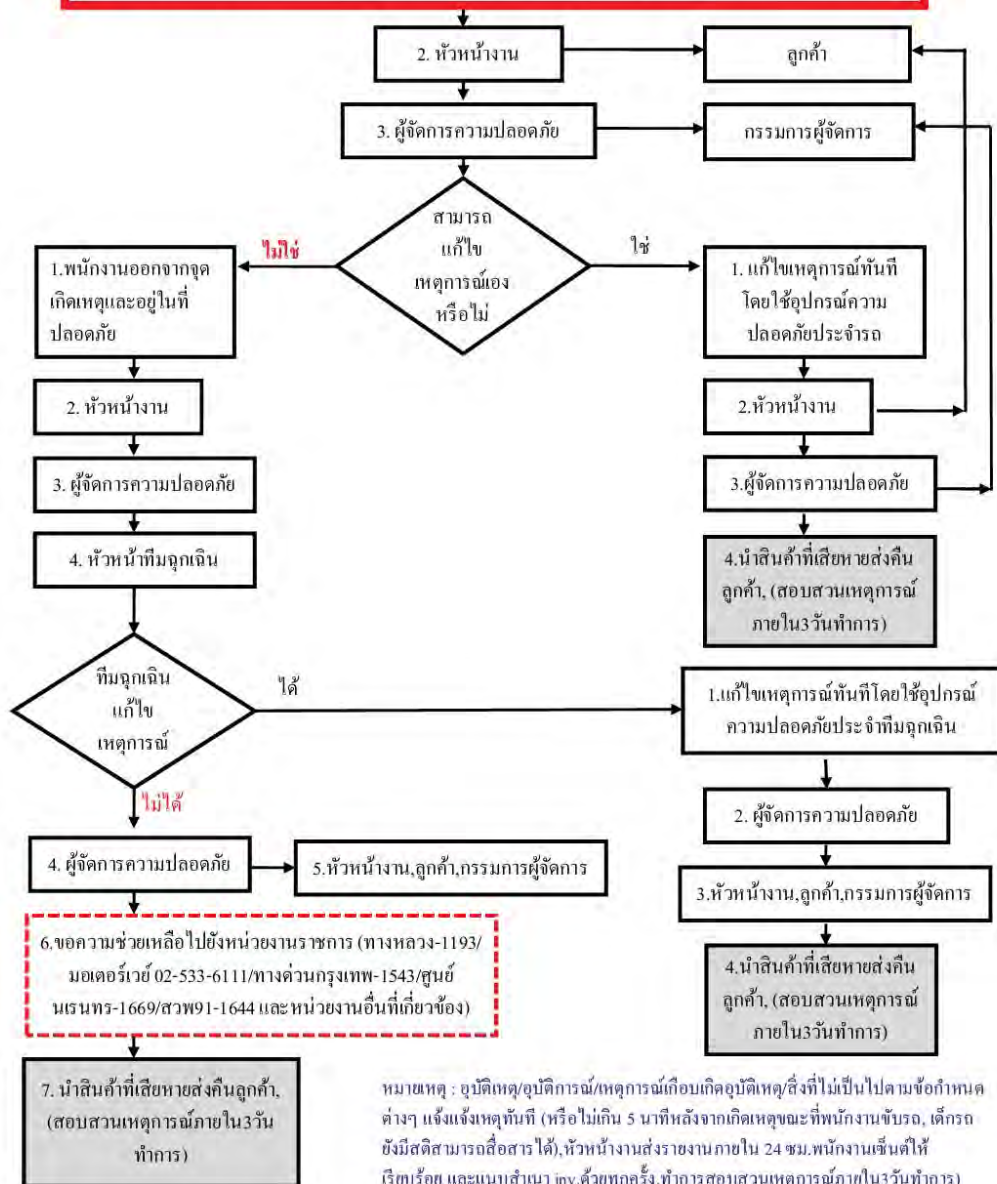 2. หัวหน้างาน
ลูกค้า
3. ผู้จัดการความปลอดภัย
กรรมการผู้จัดการ
สามารถ
แก้ไข
เหตุการณ์เอง
หรือไม่
ไม่ใช่
ใช่
1.พนักงานออกจากจุด
เกิดเหตุและอยู่ในที่
ปลอดภัย
2. หัวหน้างาน
3. ผู้จัดการความปลอดภัย
4. หัวหน้าทีมฉุกเฉิน
1. แก้ไขเหตุการณ์ทันที
โดยใช้อุปกรณ์ความ
ปลอดภัยประจำรถ
2.หัวหน้างาน
3.ผู้จัดการความปลอดภัย
4.นำสินค้าที่เสียหายส่งคืน
ลูกค้า, (สอบสวนเหตุการณ์
ภายใน3วันทำการ)
ทีมฉุกเฉิน
แก้ไข
เหตุการณ์
ได้
ไม่ได้
1.แก้ไขเหตุการณ์ทันทีโดยใช้อุปกรณ์
ความปลอดภัยประจำทีมฉุกเฉิน
2. ผู้จัดการความปลอดภัย
3.หัวหน้างาน,ลูกค้า,กรรมการผู้จัดการ
4.นำสินค้าที่เสียหายส่งคืน
ลูกค้า, (สอบสวนเหตุการณ์
ภายใน3วันทำการ)
4. ผู้จัดการความปลอดภัย
5.หัวหน้างาน,ลูกค้า,กรรมการผู้จัดการ
6.ขอความช่วยเหลือไปยังหน่วยงานราชการ (ทางหลวง-1193/
มอเตอร์เวย์ 02-533-6111/ทางด่วนกรุงเทพ-1543/ศูนย์
นเรนทร-1669/สวพ91-1644 และหน่วยงานอื่นที่เกี่ยวข้อง)
7. นำสินค้าที่เสียหายส่งคืนลูกค้า,
(สอบสวนเหตุการณ์ภายใน3วัน
ทำการ)
หมายเหตุ : อุบัติเหตุ/อุบัติการณ์/เหตุการณ์เกือบเกิดอุบัติเหตุ/สิ่งที่ไม่เป็นไปตามข้อกำหนด
ต่างๆ แจ้งแจ้งเหตุทันที (หรือไม่เกิน 5 นาทีหลังจากเกิดเหตุขณะที่พนักงานขับรถ, เด็กรถ
ยังมีสติสามารถสื่อสารได้),หัวหน้างานส่งรายงานภายใน 24 ซม.พนักงานเซ็นต์ให้
เรียบร้อย และแนบสำเนา inv.ด้วยทุกครั้ง,ทำการสอบสวนเหตุการณ์ภายใน3วันทำการ)